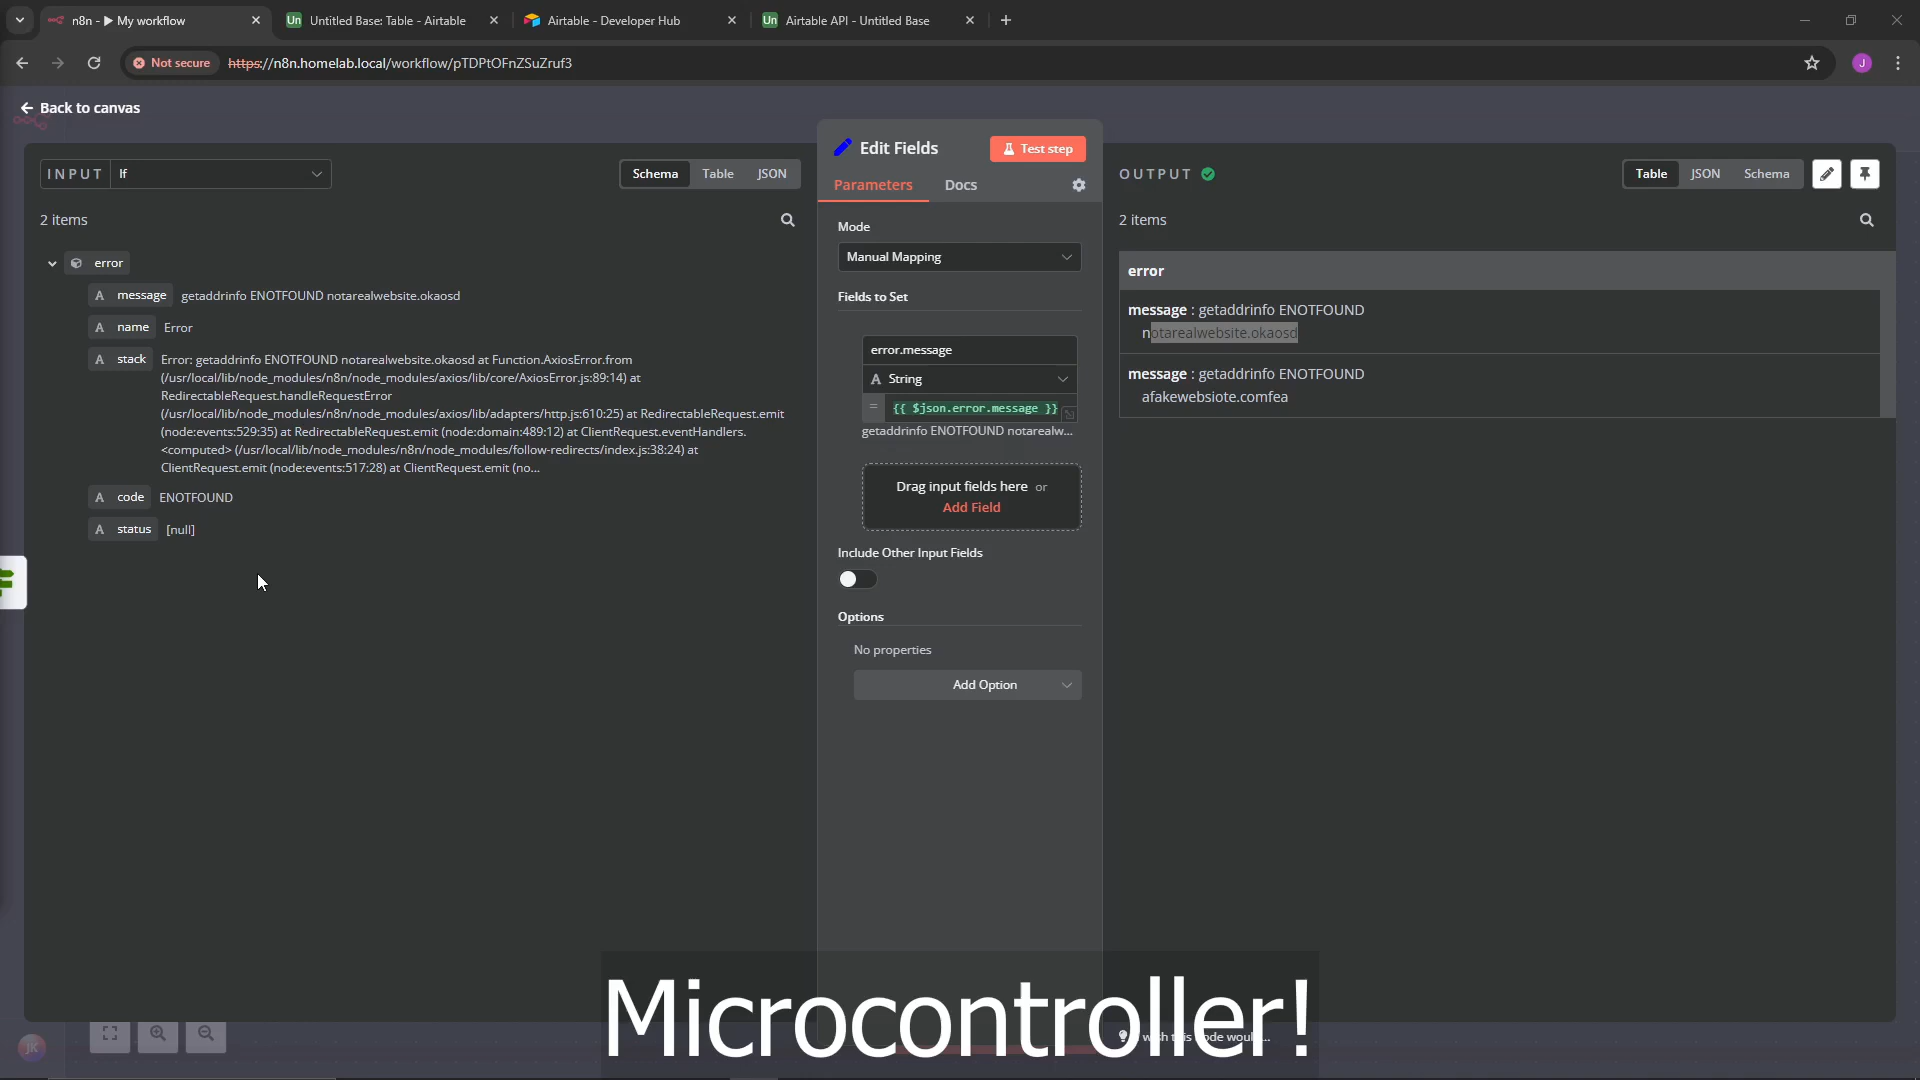 n8n - ▶ My workflow
Untitled Base: Table - Airtable
Airtable - Developer Hub
Airtable API - Untitled Base
Not secure
https://n8n.homelab.local/workflow/pTDPtOFnZSuZruf3
J
Back to canvas
INPUT
If
Schema
Table
JSON
2 items
error
A message getaddrinfo ENOTFOUND notarealwebsite.okaosd
A name Error
A stack Error: getaddrinfo ENOTFOUND notarealwebsite.okaosd at Function.AxiosError.from
(/usr/local/lib/node_modules/n8n/node_modules/axios/lib/core/AxiosError.js:89:14) at
RedirectableRequest.handleRequestError
(/usr/local/lib/node_modules/n8n/node_modules/axios/lib/adapters/http.js:610:25) at RedirectableRequest.emit
(node:events:529:35) at RedirectableRequest.emit (node:domain:489:12) at ClientRequest.eventHandlers.
<computed> (/usr/local/lib/node_modules/n8n/node_modules/follow-redirects/index.js:38:24) at
ClientRequest.emit (node:events:517:28) at ClientRequest.emit (no...
A code ENOTFOUND
A status [null]
Edit Fields
Test step
Parameters
Docs
Mode
Manual Mapping
Fields to Set
error.message
A String
= {{ $json.error.message }}
getaddrinfo ENOTFOUND notarealw...
Drag input fields here or
Add Field
Include Other Input Fields
Options
No properties
Add Option
OUTPUT
Table
JSON
Schema
2 items
error
message : getaddrinfo ENOTFOUND
notarealwebsite.okaosd
message : getaddrinfo ENOTFOUND
afakewebsiote.comfea
Un
Un
JK
Microcontroller!